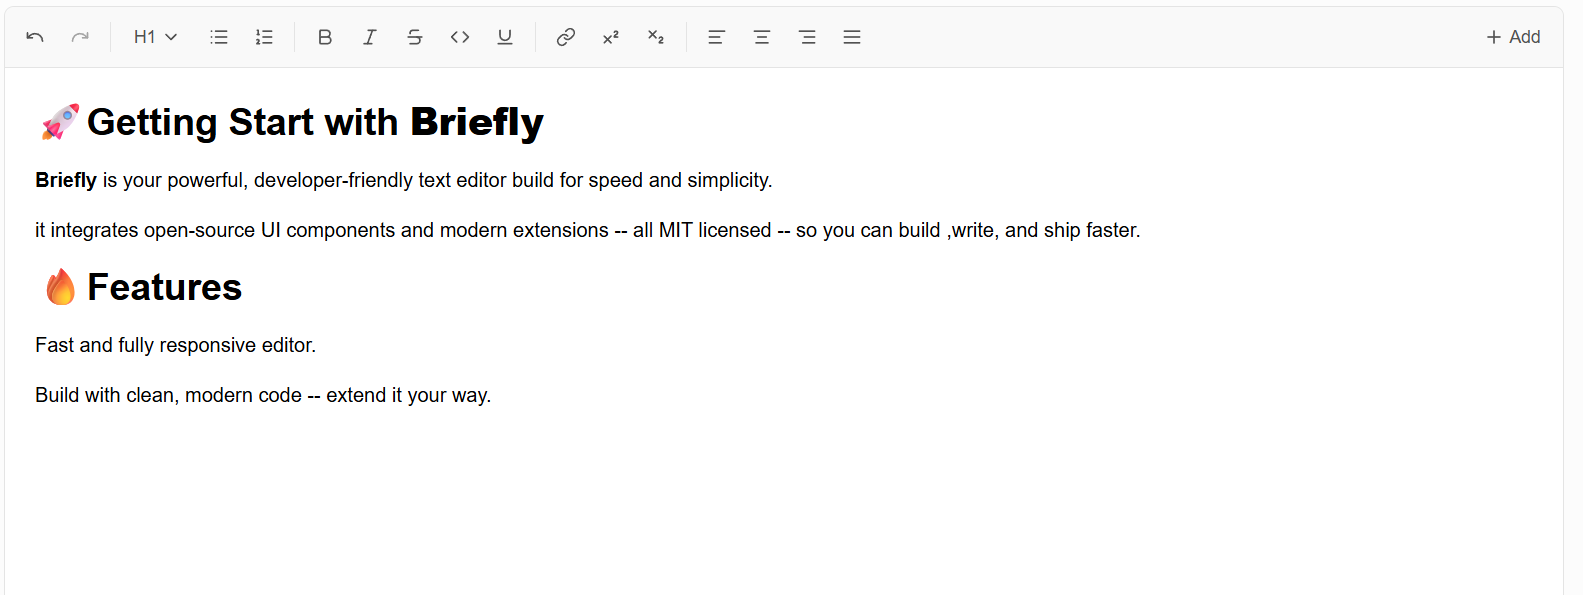 H1 B I S <> U x² x₂ + Add
🚀 Getting Start with Briefly
Briefly is your powerful, developer-friendly text editor build for speed and simplicity.
it integrates open-source UI components and modern extensions -- all MIT licensed -- so you can build ,write, and ship faster.
🔥 Features
Fast and fully responsive editor.
Build with clean, modern code -- extend it your way.